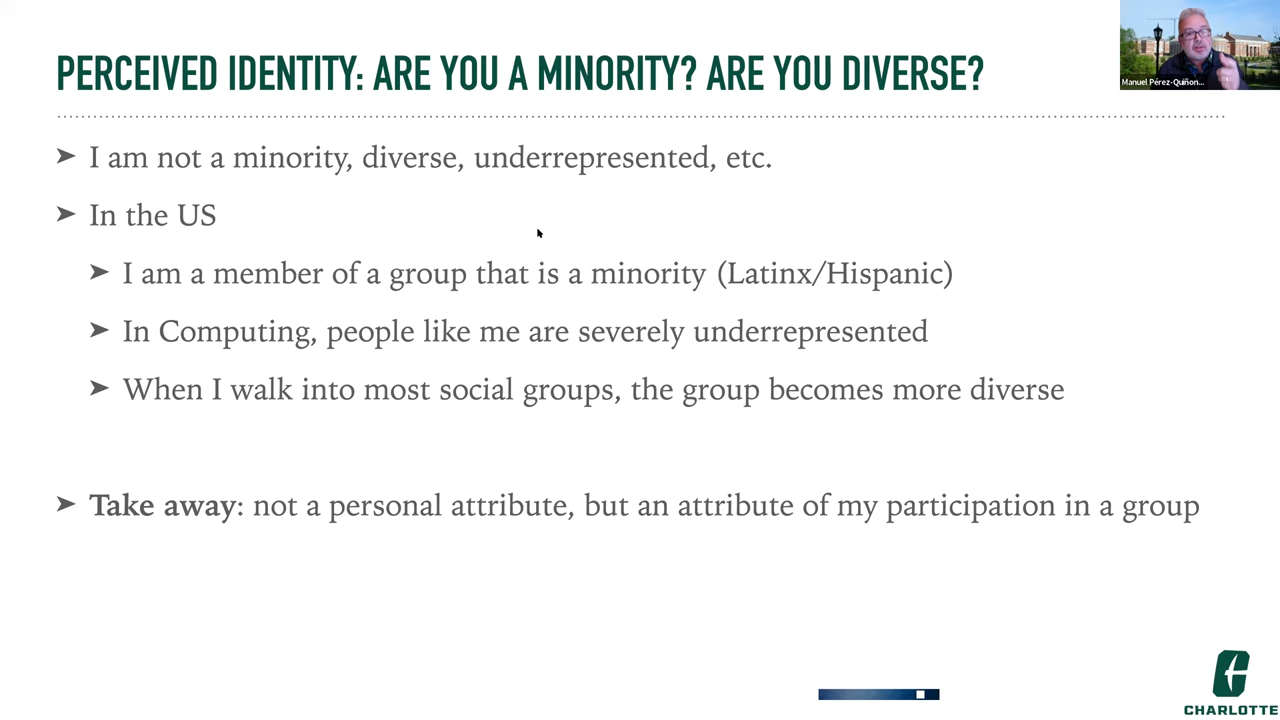 PERCEIVED IDENTITY: ARE YOU A MINORITY? ARE YOU DIVERSE?
Manuel Pérez-Quiñon...
➤ I am not a minority, diverse, underrepresented, etc.
➤ In the US
➤ I am a member of a group that is a minority (Latinx/Hispanic)
➤ In Computing, people like me are severely underrepresented
➤ When I walk into most social groups, the group becomes more diverse
➤ Take away: not a personal attribute, but an attribute of my participation in a group
CHARLOTTE